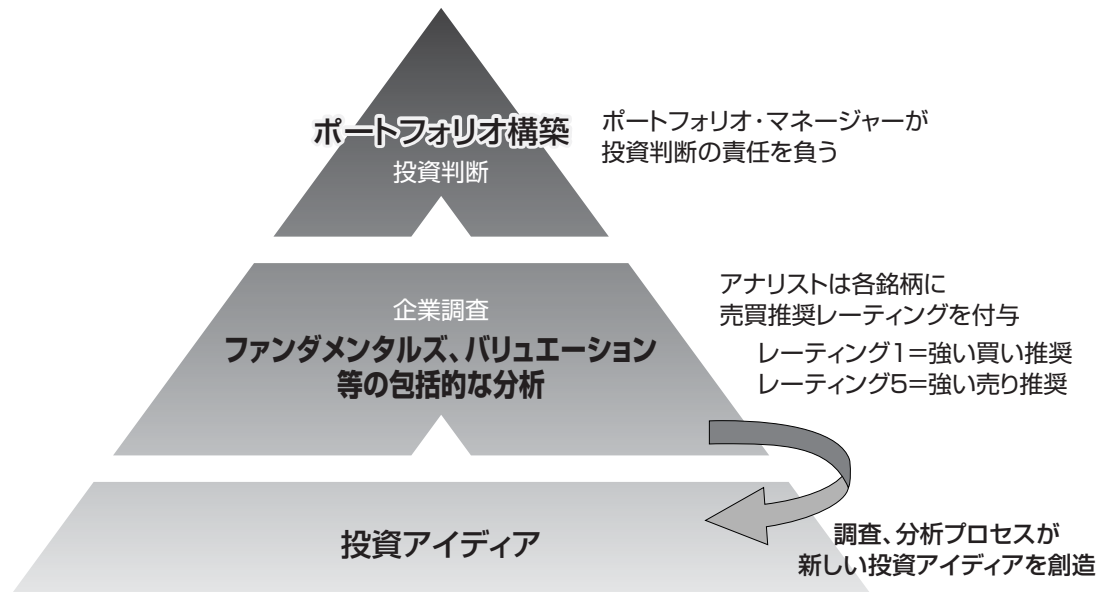 ポートフォリオ構築
投資判断
ポートフォリオ・マネージャーが
投資判断の責任を負う
企業調査
ファンダメンタルズ、バリュエーション
等の包括的な分析
アナリストは各銘柄に
売買推奨レーティングを付与
レーティング1=強い買い推奨
レーティング5=強い売り推奨
投資アイディア
調査、分析プロセスが
新しい投資アイディアを創造